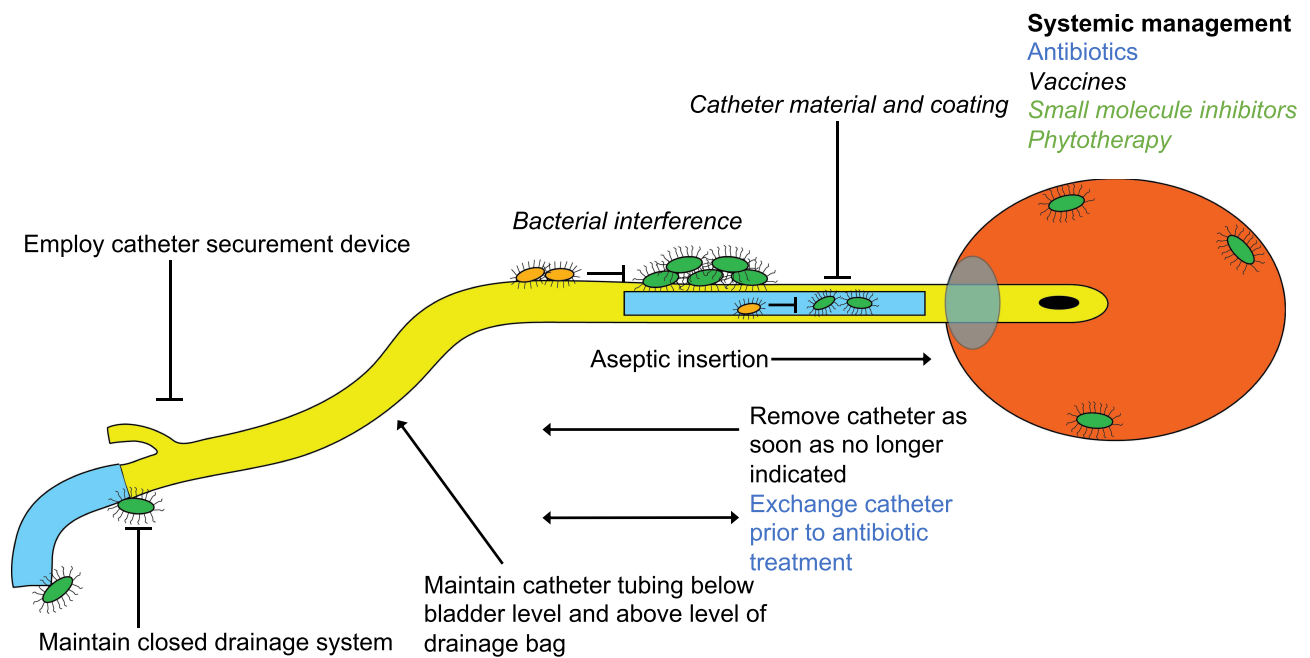 Systemic management
Antibiotics
Vaccines
Small molecule inhibitors
Phytotherapy
Catheter material and coating
Bacterial interference
Employ catheter securement device
Aseptic insertion
Remove catheter as
soon as no longer
indicated
Exchange catheter
prior to antibiotic
treatment
Maintain catheter tubing below
bladder level and above level of
drainage bag
Maintain closed drainage system